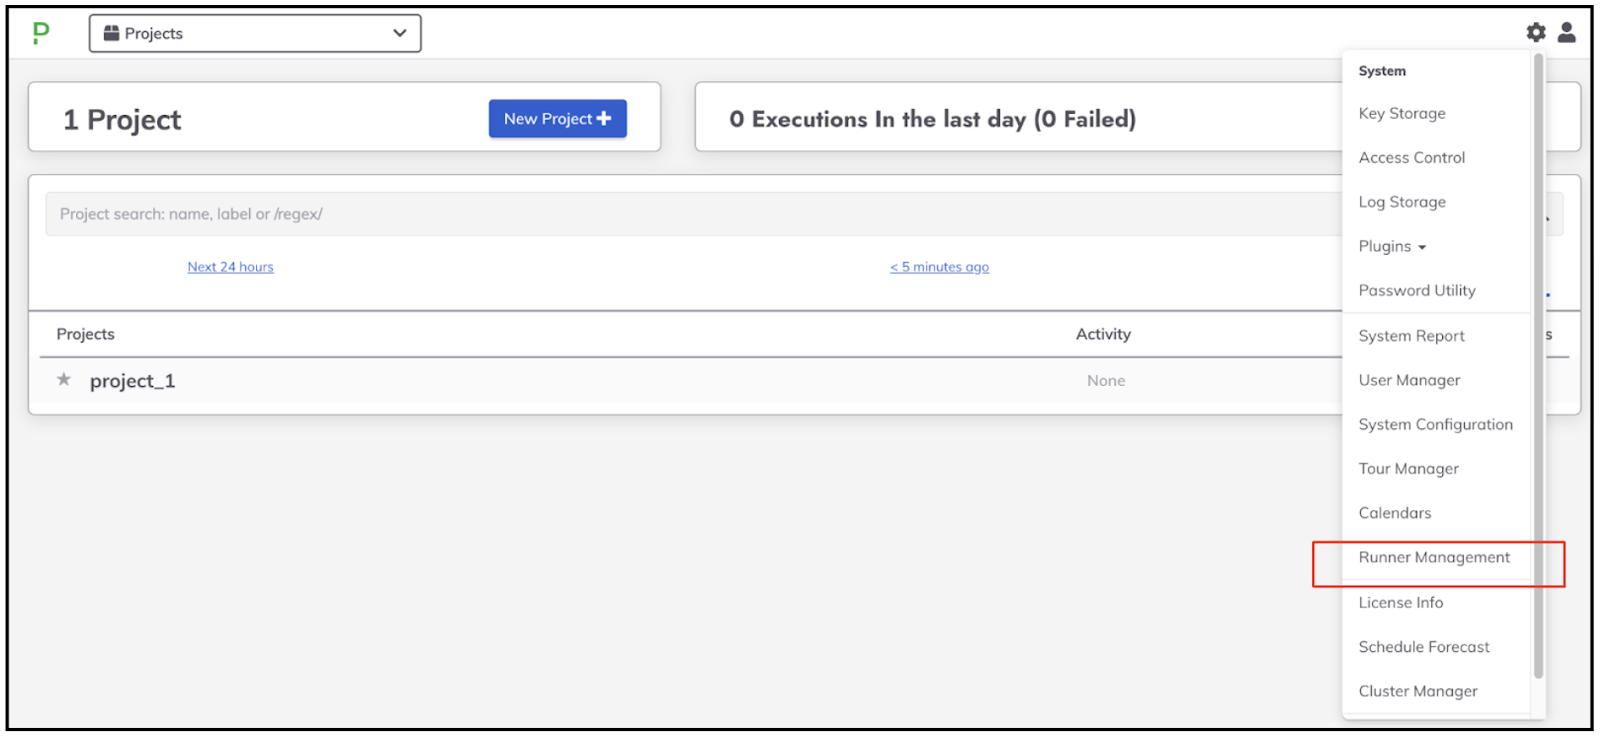 P
Projects
System
1 Project
New Project +
0 Executions In the last day (0 Failed)
Key Storage
Access Control
Log Storage
Project search: name, label or /regex/
Plugins
Next 24 hours
< 5 minutes ago
Password Utility
Projects
Activity
s
System Report
project_1
None
User Manager
System Configuration
Tour Manager
Calendars
Runner Management
License Info
Schedule Forecast
Cluster Manager